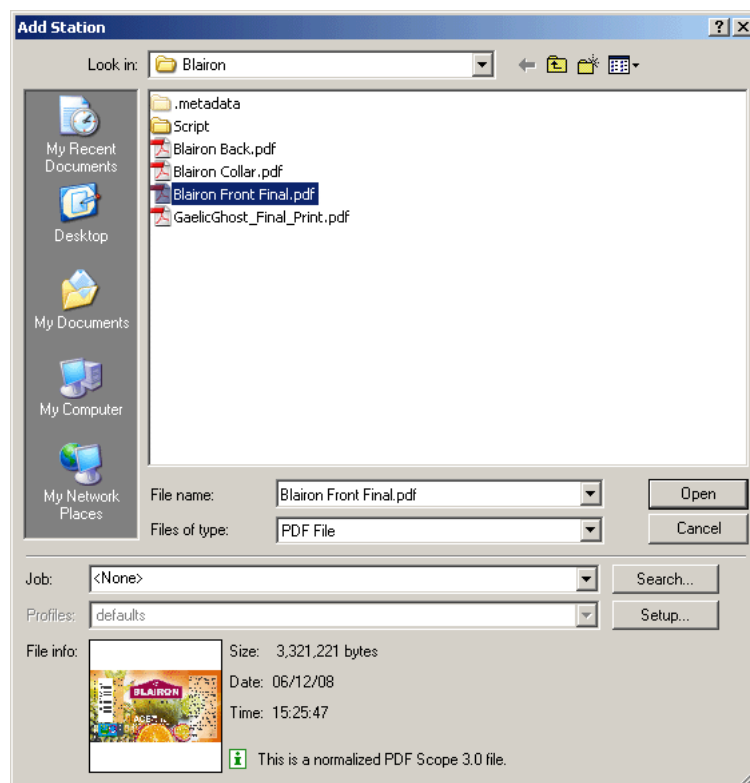 Add Station
Look in: Blairon
.metadata
Script
Blairon Back.pdf
Blairon Collar.pdf
Blairon Front Final.pdf
GaelicGhost_Final_Print.pdf
My Recent
Documents
Desktop
My Documents
My Computer
My Network
Places
File name: Blairon Front Final.pdf Open
Files of type: PDF File Cancel
Job: <None> Search...
Profiles: defaults Setup...
File info: Size: 3,321,221 bytes
BLAIRON
Date: 06/12/08
Time: 15:25:47
This is a normalized PDF Scope 3.0 file.